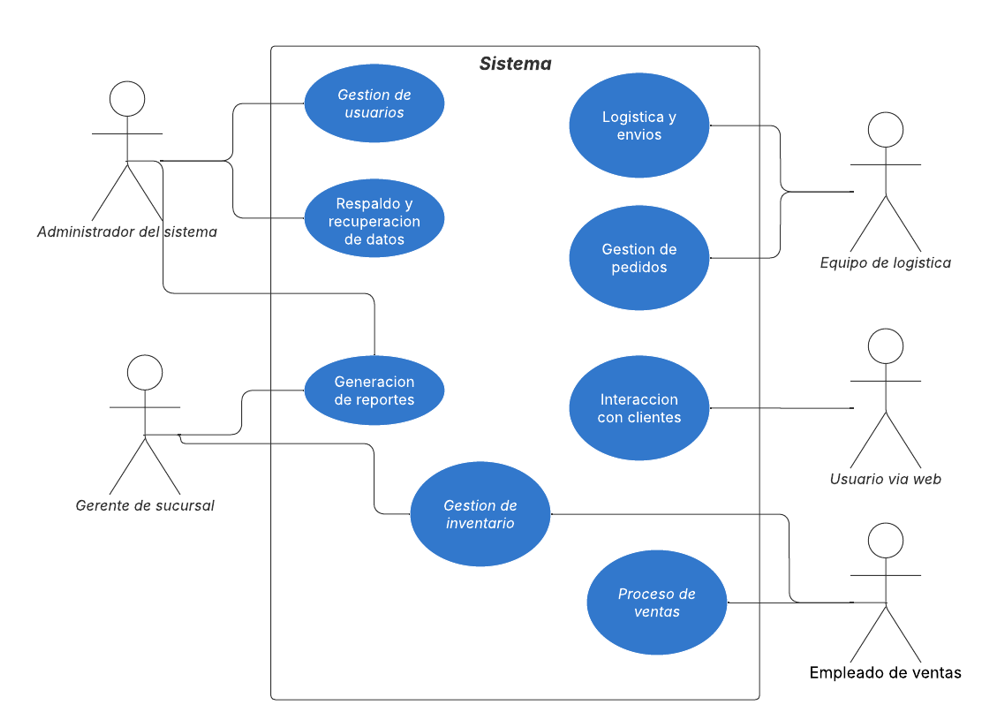 Sistema
Gestion de
usuarios
Logistica y
envios
Respaldo y
recuperacion
de datos
Administrador del sistema
Gestion de
pedidos
Equipo de logistica
Generacion
de reportes
Interaccion
con clientes
Usuario via web
Gerente de sucursal
Gestion de
inventario
Proceso de
ventas
Empleado de ventas